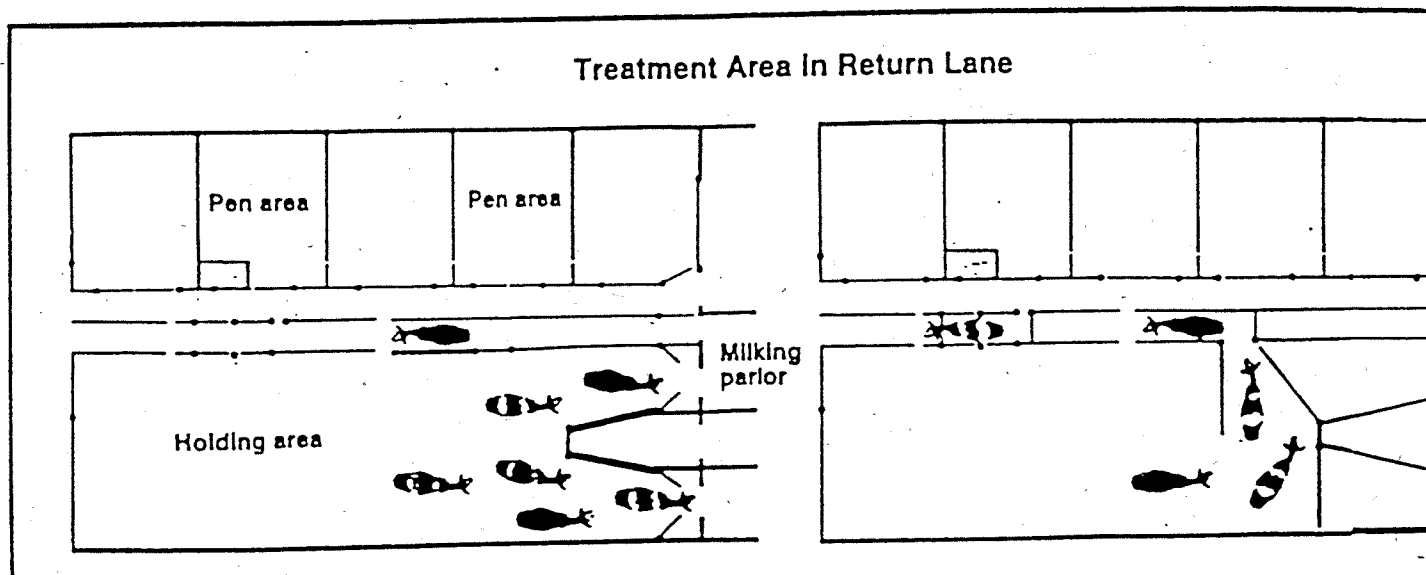 Treatment Area in Return Lane
Pen area
Pen area
Milking
parlor
Holding area